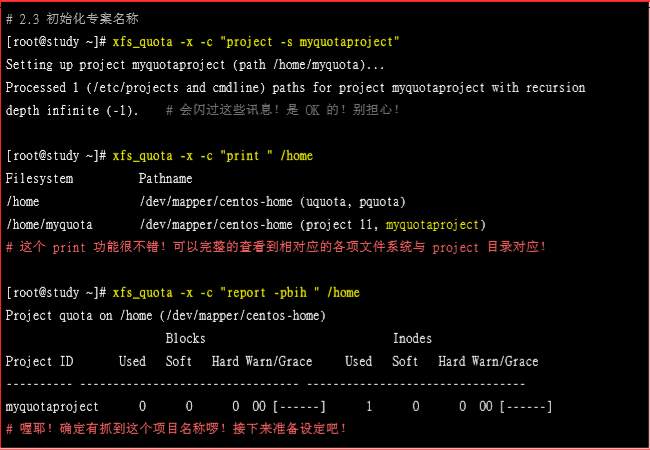 # 2.3 初始化专案名称
[root@study ~]# xfs_quota -x -c "project -s myquotaproject"
Setting up project myquotaproject (path /home/myquota)...
Processed 1 (/etc/projects and cmdline) paths for project myquotaproject with recursion
depth infinite (-1).   # 会闪过这些讯息！是 OK 的！别担心！
[root@study ~]# xfs_quota -x -c "print " /home
Filesystem          Pathname
/home               /dev/mapper/centos-home (uquota, pquota)
/home/myquota       /dev/mapper/centos-home (project 11, myquotaproject)
# 这个 print 功能很不错！可以完整的查看到相对应的各项文件系统与 project 目录对应！
[root@study ~]# xfs_quota -x -c "report -pbih " /home
Project quota on /home (/dev/mapper/centos-home)
Blocks                            Inodes
Project ID      Used   Soft   Hard Warn/Grace     Used   Soft   Hard Warn/Grace
---------- --------------------------------- ---------------------------------
myquotaproject     0      0      0  00 [------]      1      0      0  00 [------]
# 喔耶！确定有抓到这个项目名称啰！接下来准备设定吧！